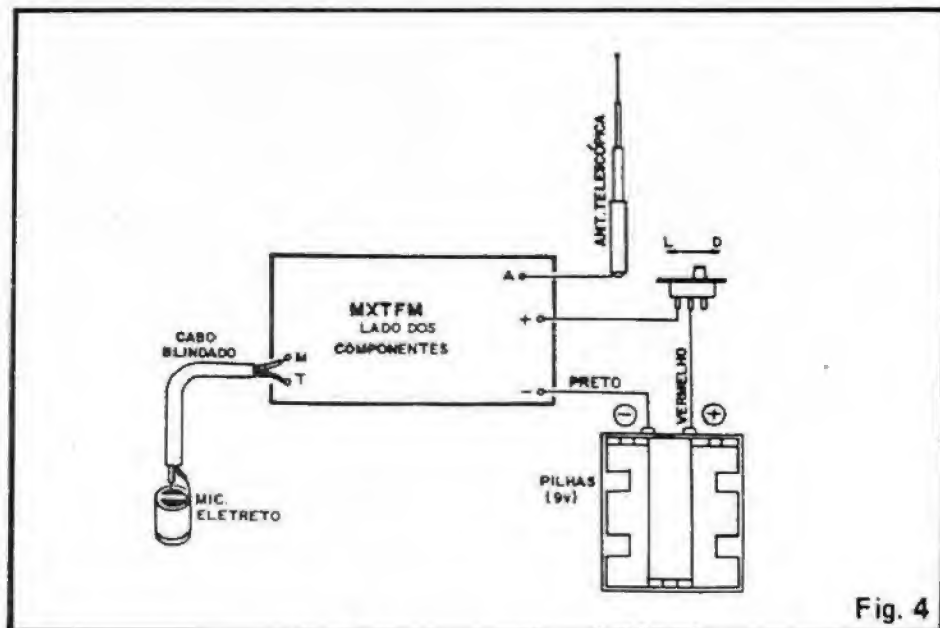 ANT. TELESCÓPICA
L D
A
MXTFM
LADO DOS
COMPONENTES
+
CABO
BLINDADO
M
T
-
PRETO
VERMELHO
- +
PILHAS
(9v)
MIC.
ELETRETO
Fig. 4